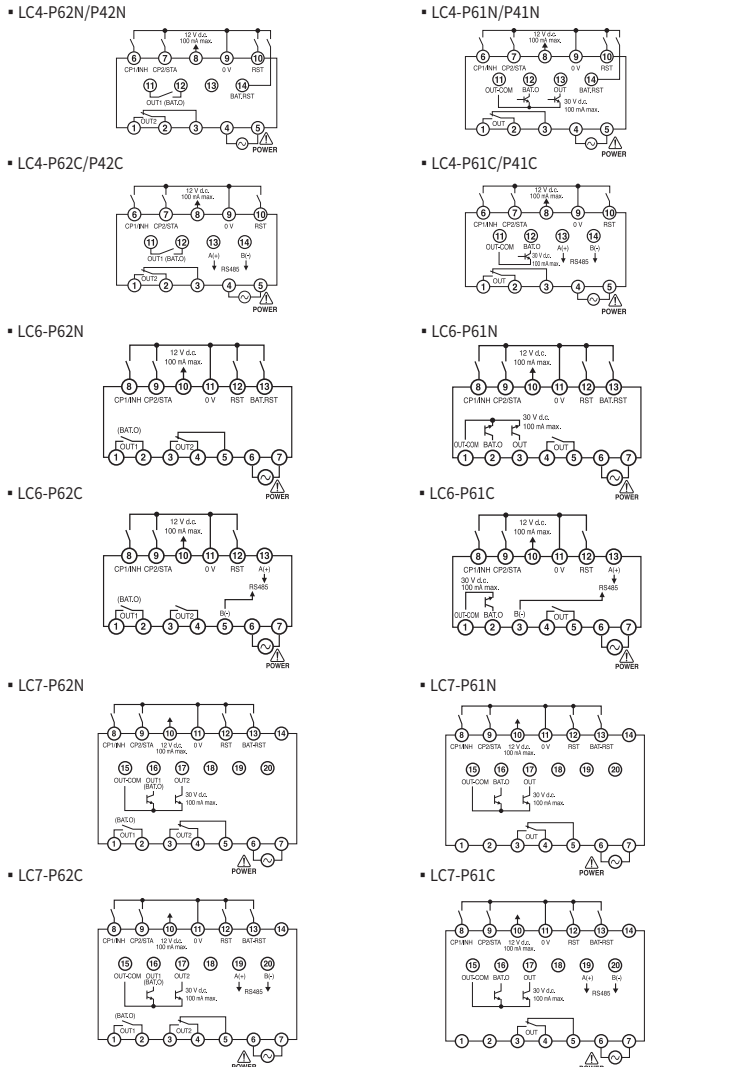 ▪ LC4-P62N/P42N
12 V d.c.
100 mA max.
6 7 8 9 10
CP1/INH CP2/STA 0 V RST
11 12 13 14
OUT1 (BAT.O) BAT.RST
OUT2
1 2 3 4 5
POWER
▪ LC4-P61N/P41N
12 V d.c.
100 mA max.
6 7 8 9 10
CP1/INH CP2/STA 0 V RST
11 12 13 14
OUT-COM BAT.O OUT BAT.RST
30 V d.c.
100 mA max.
OUT
1 2 3 4 5
POWER
▪ LC4-P62C/P42C
12 V d.c.
100 mA max.
6 7 8 9 10
CP1/INH CP2/STA 0 V RST
11 12 13 14
OUT1 (BAT.O) A(+) B(-)
RS485
OUT2
1 2 3 4 5
POWER
▪ LC4-P61C/P41C
12 V d.c.
100 mA max.
6 7 8 9 10
CP1/INH CP2/STA 0 V RST
11 12 13 14
OUT-COM BAT.O A(+) B(-)
30 V d.c.
100 mA max.
RS485
OUT
1 2 3 4 5
POWER
▪ LC6-P62N
12 V d.c.
100 mA max.
8 9 10 11 12 13
CP1/INH CP2/STA 0 V RST BAT.RST
(BAT.O)
OUT1 OUT2
1 2 3 4 5 6 7
POWER
▪ LC6-P61N
12 V d.c.
100 mA max.
8 9 10 11 12 13
CP1/INH CP2/STA 0 V RST BAT.RST
30 V d.c.
100 mA max.
OUT-COM BAT.O OUT OUT
1 2 3 4 5 6 7
POWER
▪ LC6-P62C
12 V d.c.
100 mA max.
8 9 10 11 12 13
CP1/INH CP2/STA 0 V RST A(+)
RS485
(BAT.O)
OUT1 OUT2 B(-)
1 2 3 4 5 6 7
POWER
▪ LC6-P61C
12 V d.c.
100 mA max.
8 9 10 11 12 13
CP1/INH CP2/STA 0 V RST A(+)
30 V d.c.
100 mA max.
RS485
OUT-COM BAT.O B(-) OUT
1 2 3 4 5 6 7
POWER
▪ LC7-P62N
8 9 10 11 12 13 14
CP1/INH CP2/STA 12 V d.c. 0 V RST BAT-RST
100 mA max.
15 16 17 18 19 20
OUT-COM OUT1 OUT2
(BAT.O)
30 V d.c.
100 mA max.
(BAT.O)
OUT1 OUT2
1 2 3 4 5 6 7
POWER
▪ LC7-P61N
8 9 10 11 12 13 14
CP1/INH CP2/STA 12 V d.c. 0 V RST BAT-RST
100 mA max.
15 16 17 18 19 20
OUT-COM BAT.O OUT
30 V d.c.
100 mA max.
OUT
1 2 3 4 5 6 7
POWER
▪ LC7-P62C
8 9 10 11 12 13 14
CP1/INH CP2/STA 12 V d.c. 0 V RST BAT-RST
100 mA max.
15 16 17 18 19 20
OUT-COM OUT1 OUT2 A(+) B(-)
(BAT.O)
30 V d.c.
100 mA max.
RS485
(BAT.O)
OUT1 OUT2
1 2 3 4 5 6 7
POWER
▪ LC7-P61C
8 9 10 11 12 13 14
CP1/INH CP2/STA 12 V d.c. 0 V RST BAT-RST
100 mA max.
15 16 17 18 19 20
OUT-COM BAT.O OUT A(+) B(-)
30 V d.c.
100 mA max.
RS485
OUT
1 2 3 4 5 6 7
POWER